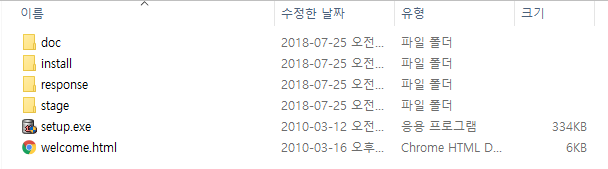 이름 수정한 날짜 유형 크기
doc 2018-07-25 오전... 파일 폴더
install 2018-07-25 오전... 파일 폴더
response 2018-07-25 오전... 파일 폴더
stage 2018-07-25 오전... 파일 폴더
setup.exe 2010-03-12 오전... 응용 프로그램 334KB
welcome.html 2010-03-16 오후... Chrome HTML D... 6KB